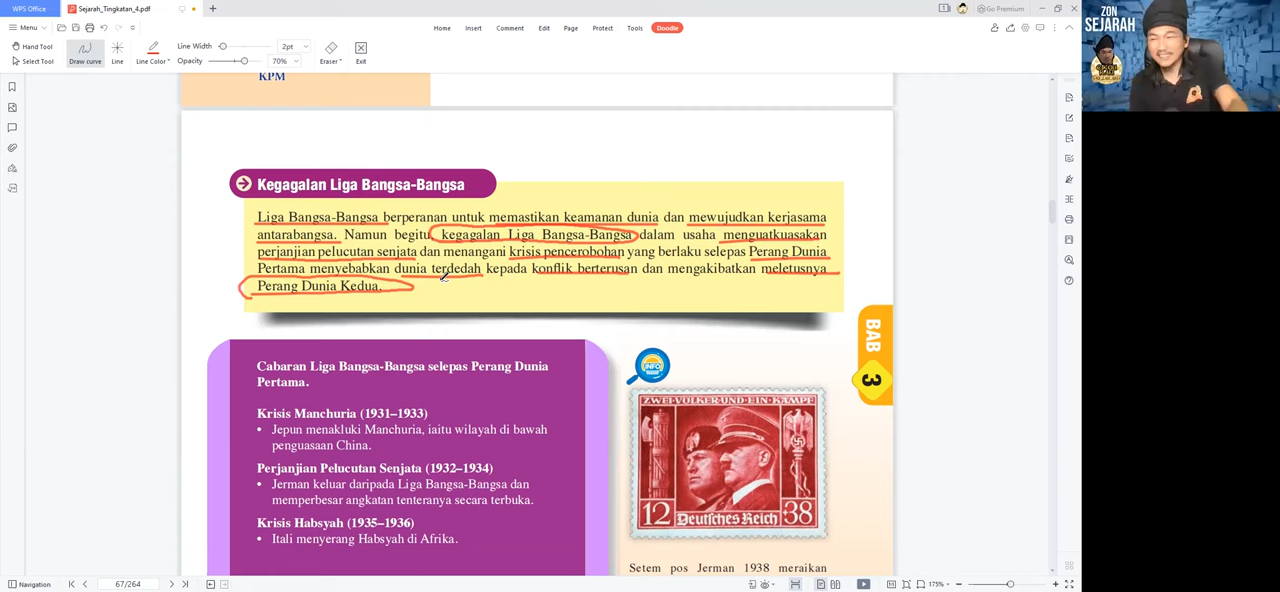 WPS Office
Sejarah_Tingkatan_4.pdf
Go Premium
Menu
Home Insert Comment Edit Page Protect Tools Doodle
Hand Tool
Select Tool
Draw curve
Line
Line Color
Line Width
2pt
Opacity
70%
Eraser
Exit
ZON
SEJARAH
KPM
Kegagalan Liga Bangsa-Bangsa
Liga Bangsa-Bangsa berperanan untuk memastikan keamanan dunia dan mewujudkan kerjasama
antarabangsa. Namun begitu kegagalan Liga Bangsa-Bangsa dalam usaha menguatkuasakan
perjanjian pelucutan senjata dan menangani krisis pencerobohan yang berlaku selepas Perang Dunia
Pertama menyebabkan dunia terdedah kepada konflik berterusan dan mengakibatkan meletusnya
Perang Dunia Kedua.
BAB
3
Cabaran Liga Bangsa-Bangsa selepas Perang Dunia
Pertama.
Krisis Manchuria (1931–1933)
• Jepun menakluki Manchuria, iaitu wilayah di bawah
penguasaan China.
Perjanjian Pelucutan Senjata (1932–1934)
• Jerman keluar daripada Liga Bangsa-Bangsa dan
memperbesar angkatan tenteranya secara terbuka.
Krisis Habsyah (1935–1936)
• Itali menyerang Habsyah di Afrika.
INFO
ZWEI·VÖLKER·UND·EIN·KAMPF
12 Deutsches Reich +38
Setem pos Jerman 1938 meraikan
Navigation
67/264
175%